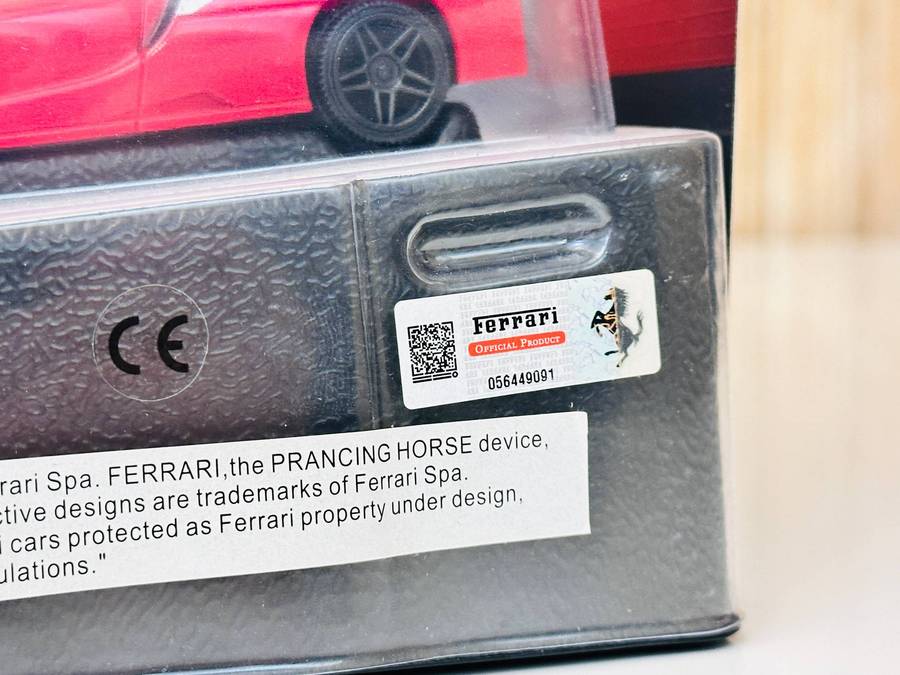 Ferrari
OFFICIAL PRODUCT
056449091
CE
rari Spa. FERRARI,the PRANCING HORSE device,
ctive designs are trademarks of Ferrari Spa.
i cars protected as Ferrari property under design,
ulations."